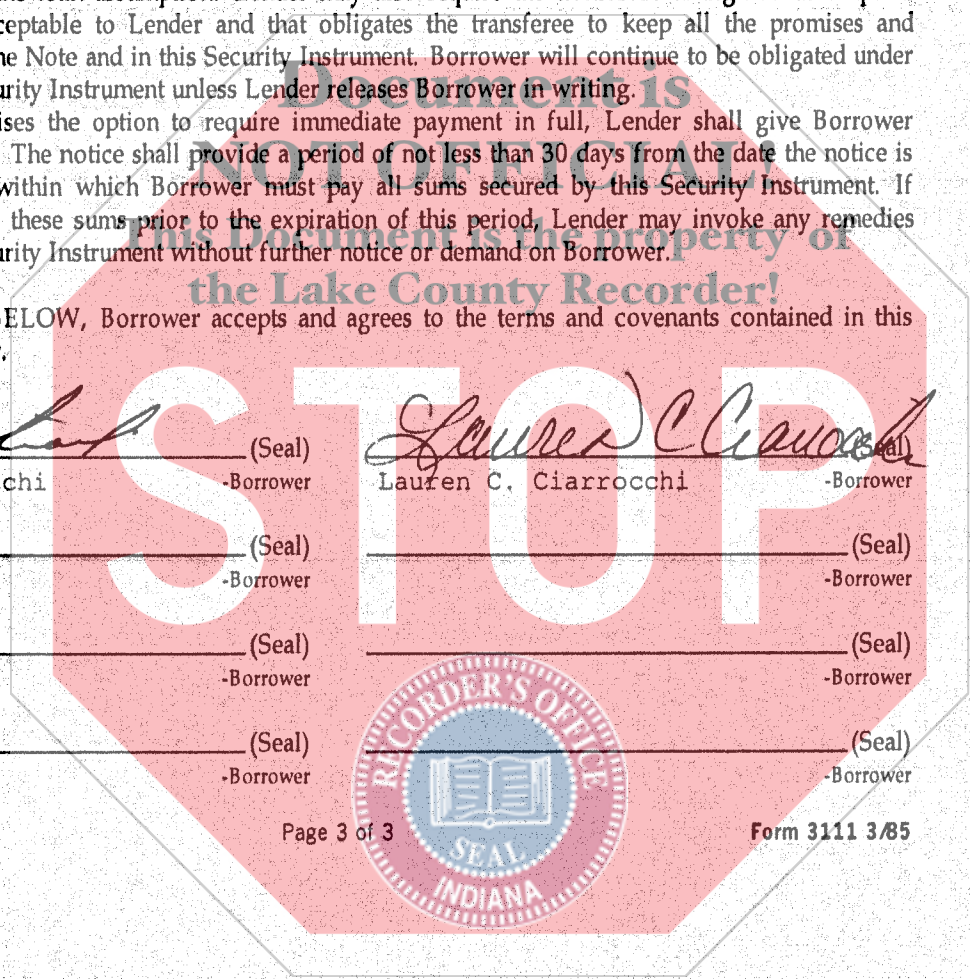 ceptable to Lender and that obligates the transferee to keep all the promises and
ne Note and in this Security Instrument. Borrower will continue to be obligated under
urity Instrument unless Lender releases Borrower in writing.
ises the option to require immediate payment in full, Lender shall give Borrower
The notice shall provide a period of not less than 30 days from the date the notice is
within which Borrower must pay all sums secured by this Security Instrument. If
these sums prior to the expiration of this period, Lender may invoke any remedies
urity Instrument without further notice or demand on Borrower.
Document is
NOT OFFICIAL!
This Document is the property of
the Lake County Recorder!
ELOW, Borrower accepts and agrees to the terms and covenants contained in this
STOP
(Seal) Lauren C Ciarrocchi (Seal)
chi -Borrower Lauren C. Ciarrocchi -Borrower
(Seal) (Seal)
-Borrower -Borrower
(Seal) (Seal)
-Borrower -Borrower
(Seal) (Seal)
-Borrower -Borrower
RECORDER'S OFFICE
SEAL
INDIANA
Page 3 of 3 Form 3111 3/85